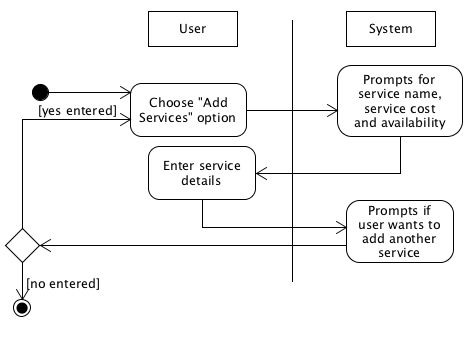 User
System
Prompts for
service name,
service cost
and availability
Choose "Add
Services" option
[yes entered]
Enter service
details
Prompts if
user wants to
add another
service
[no entered]